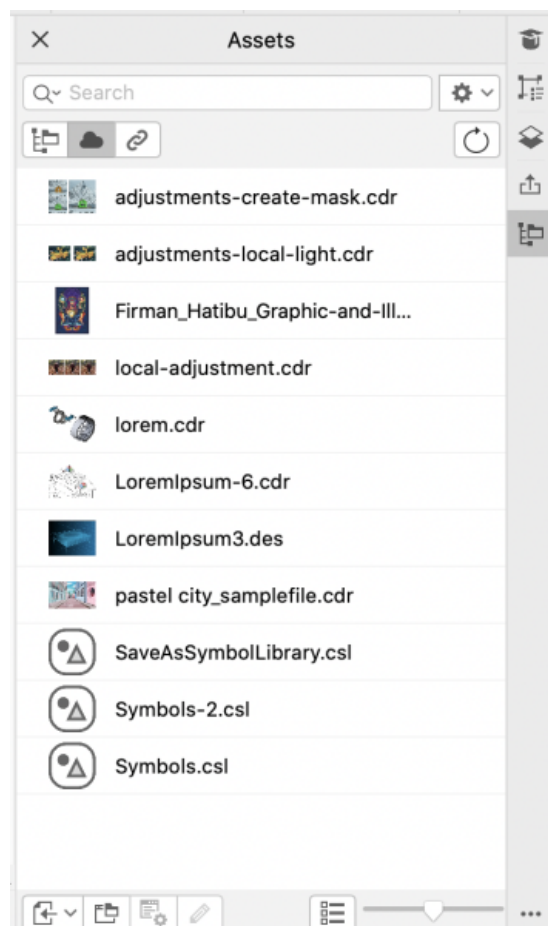 Assets
Search
adjustments-create-mask.cdr
adjustments-local-light.cdr
Firman_Hatibu_Graphic-and-Ill...
local-adjustment.cdr
lorem.cdr
LoremIpsum-6.cdr
LoremIpsum3.des
pastel city_samplefile.cdr
SaveAsSymbolLibrary.csl
Symbols-2.csl
Symbols.csl